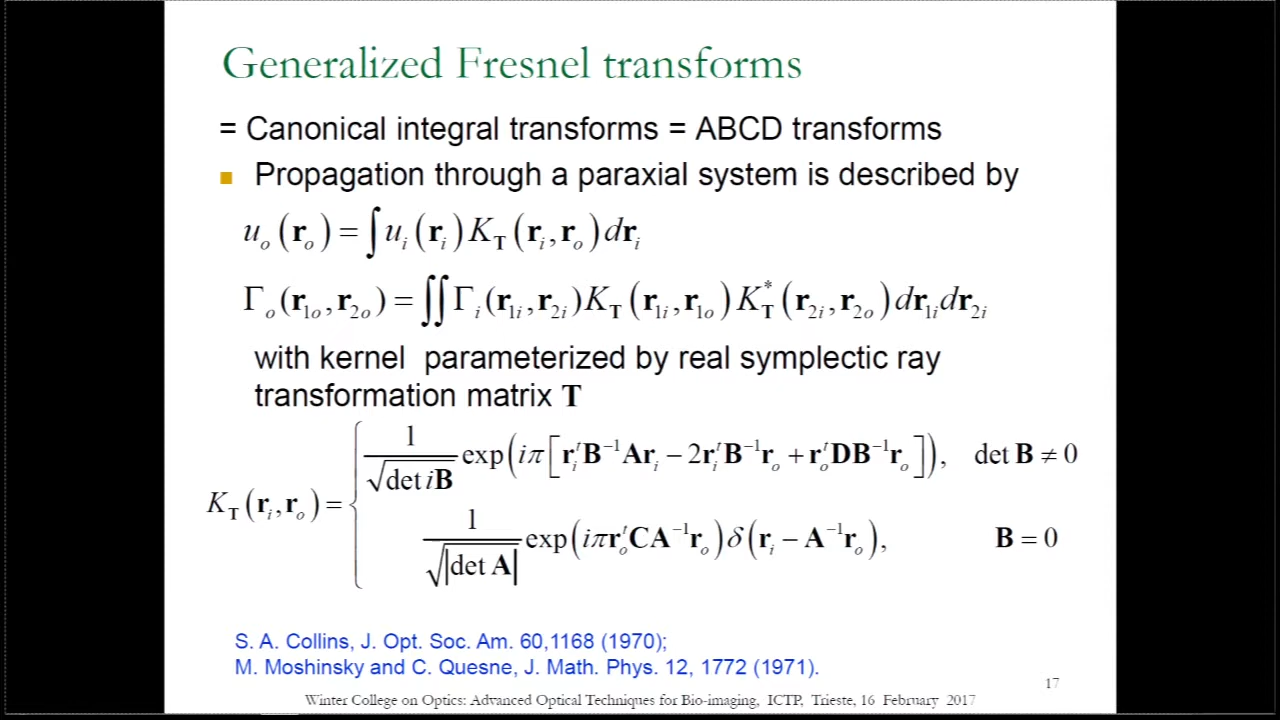 Generalized Fresnel transforms
= Canonical integral transforms = ABCD transforms
■ Propagation through a paraxial system is described by
u_o(r_o) = ∫ u_i(r_i) K_T(r_i, r_o) dr_i
Γ_o(r_1o, r_2o) = ∬ Γ_i(r_1i, r_2i) K_T(r_1i, r_1o) K_T^*(r_2i, r_2o) dr_1i dr_2i
with kernel parameterized by real symplectic ray
transformation matrix T
K_T(r_i, r_o) = { 1/√(det iB) exp(iπ[r_i^t B^−1 A r_i − 2r_i^t B^−1 r_o + r_o^t DB^−1 r_o]), det B ≠ 0
1/√|det A| exp(iπ r_o^t CA^−1 r_o) δ(r_i − A^−1 r_o), B = 0
S. A. Collins, J. Opt. Soc. Am. 60,1168 (1970);
M. Moshinsky and C. Quesne, J. Math. Phys. 12, 1772 (1971).
17
Winter College on Optics: Advanced Optical Techniques for Bio-imaging, ICTP, Trieste, 16 February 2017